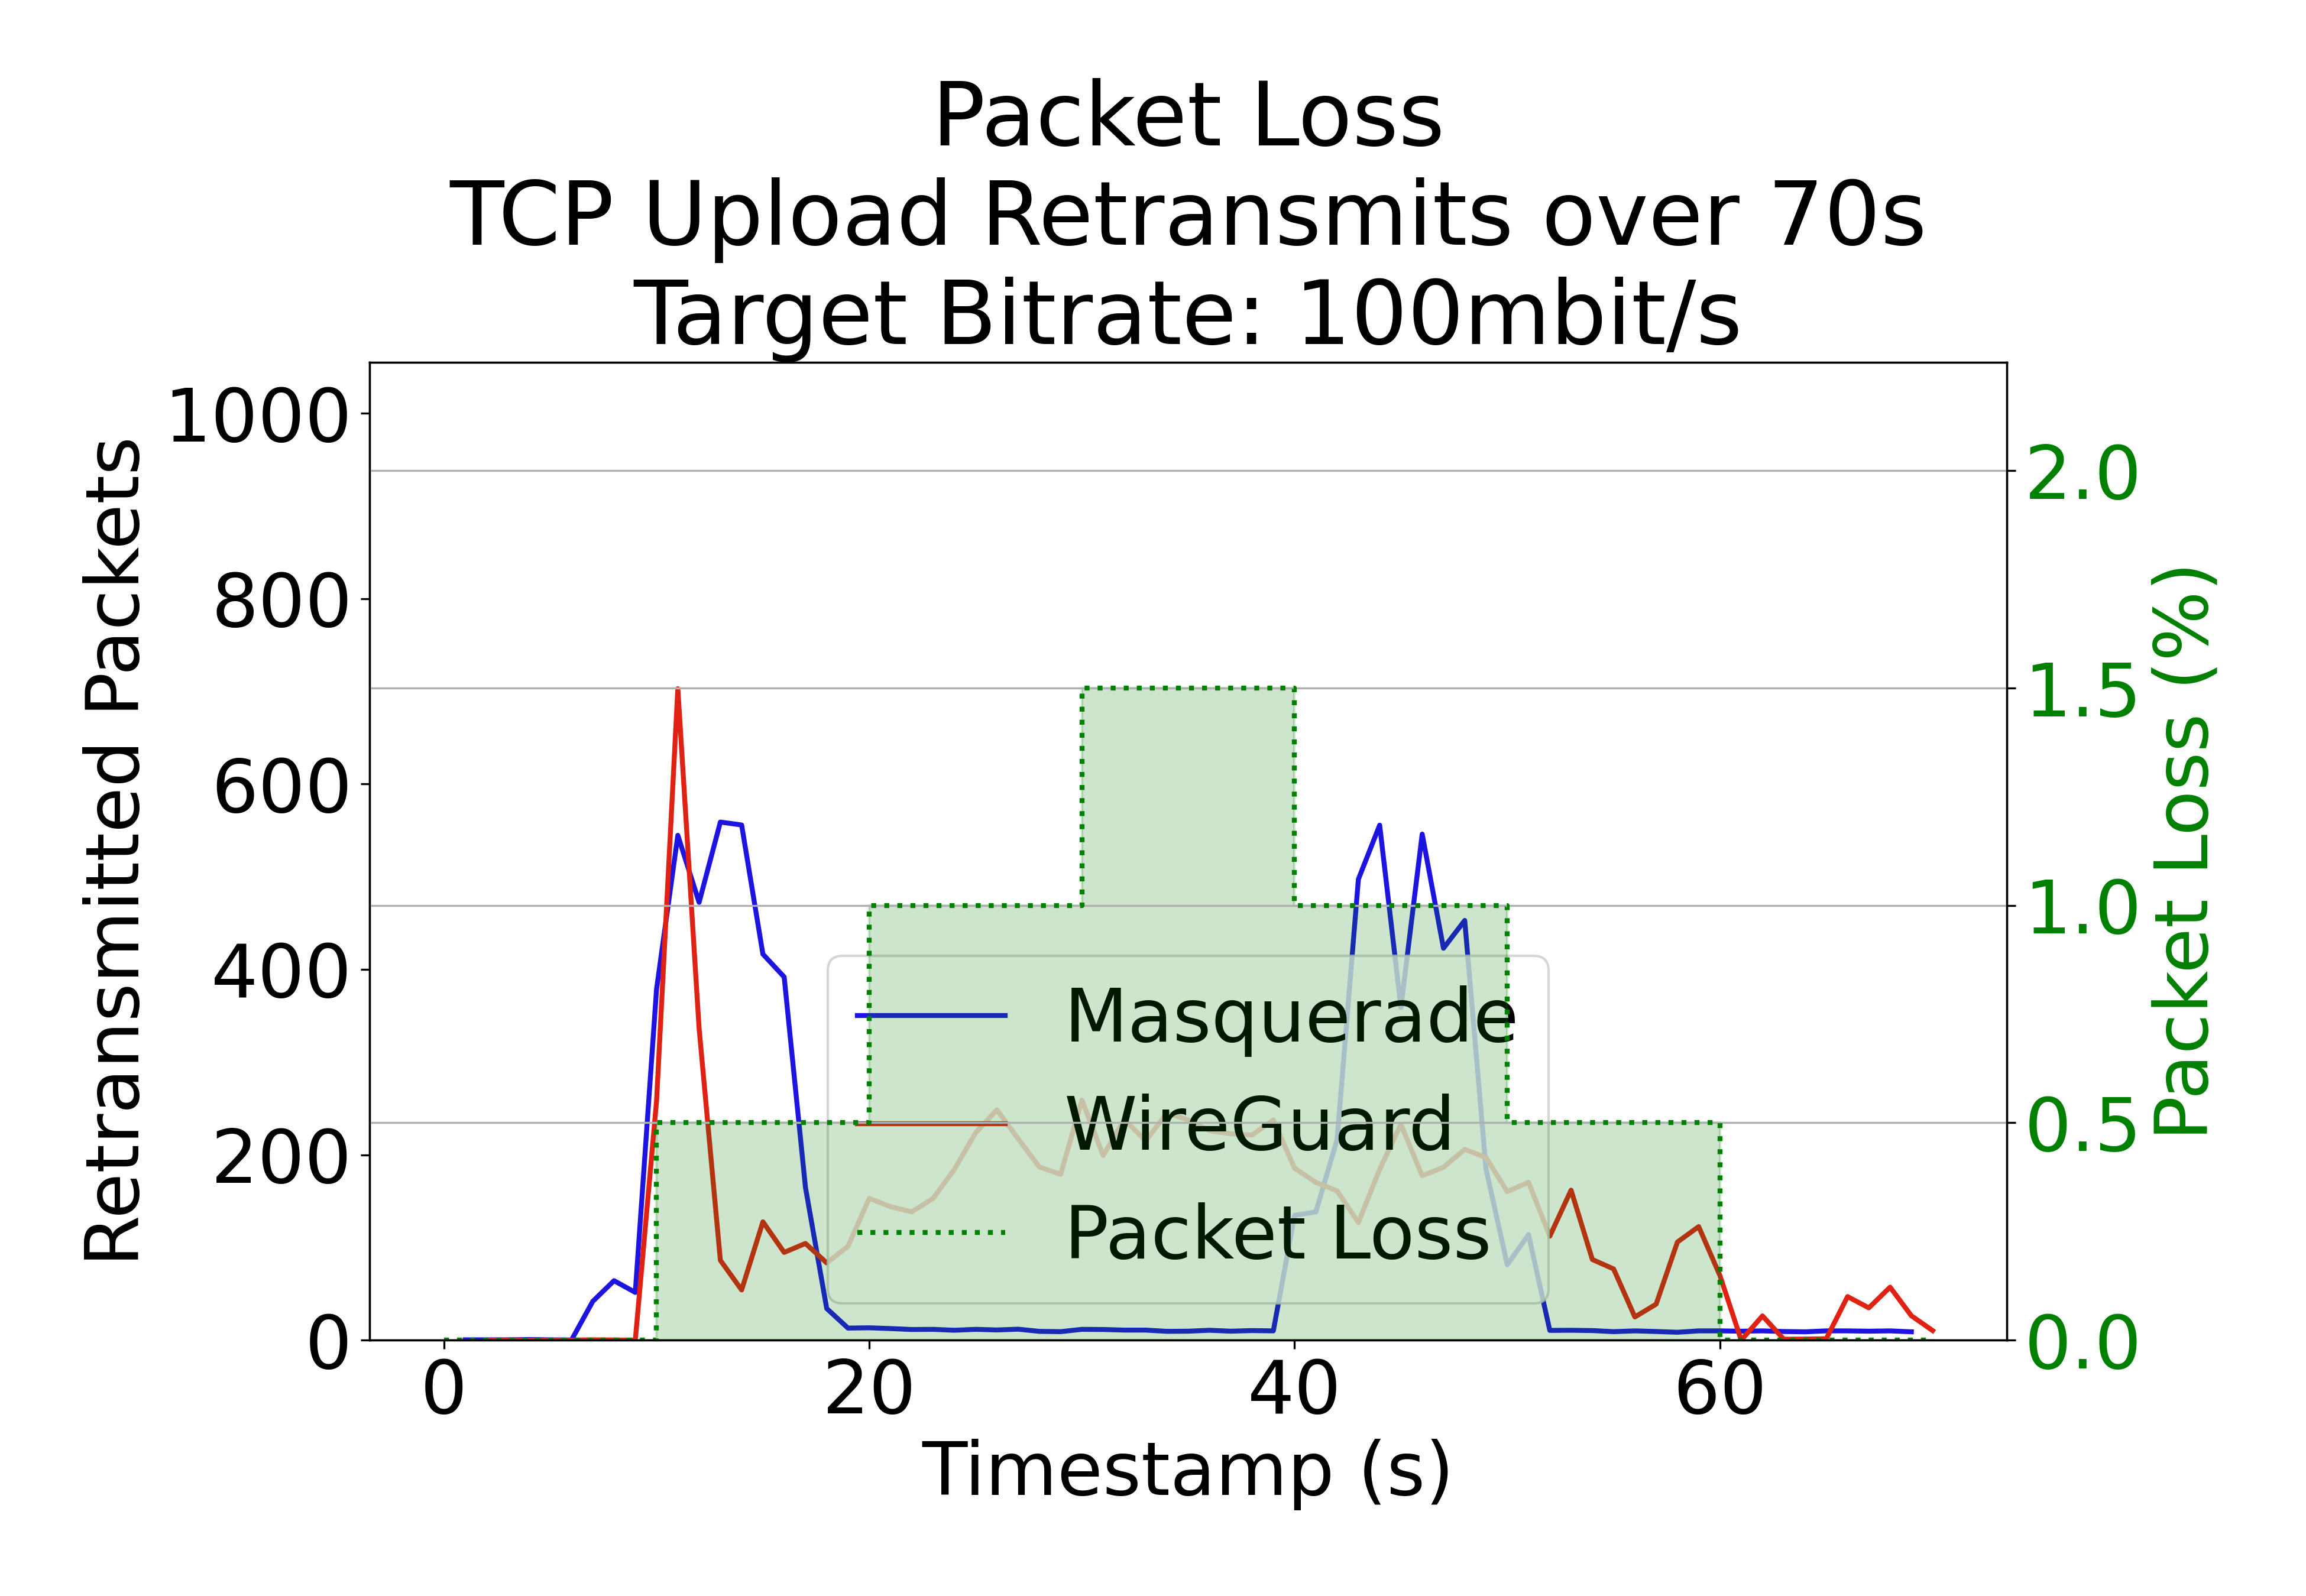 Packet Loss
TCP Upload Retransmits over 70s
Target Bitrate: 100mbit/s
Retransmitted Packets
1000
800
600
400
200
0
2.0
1.5
1.0
0.5
0.0
Packet Loss (%)
Masquerade
WireGuard
Packet Loss
0 20 40 60
Timestamp (s)